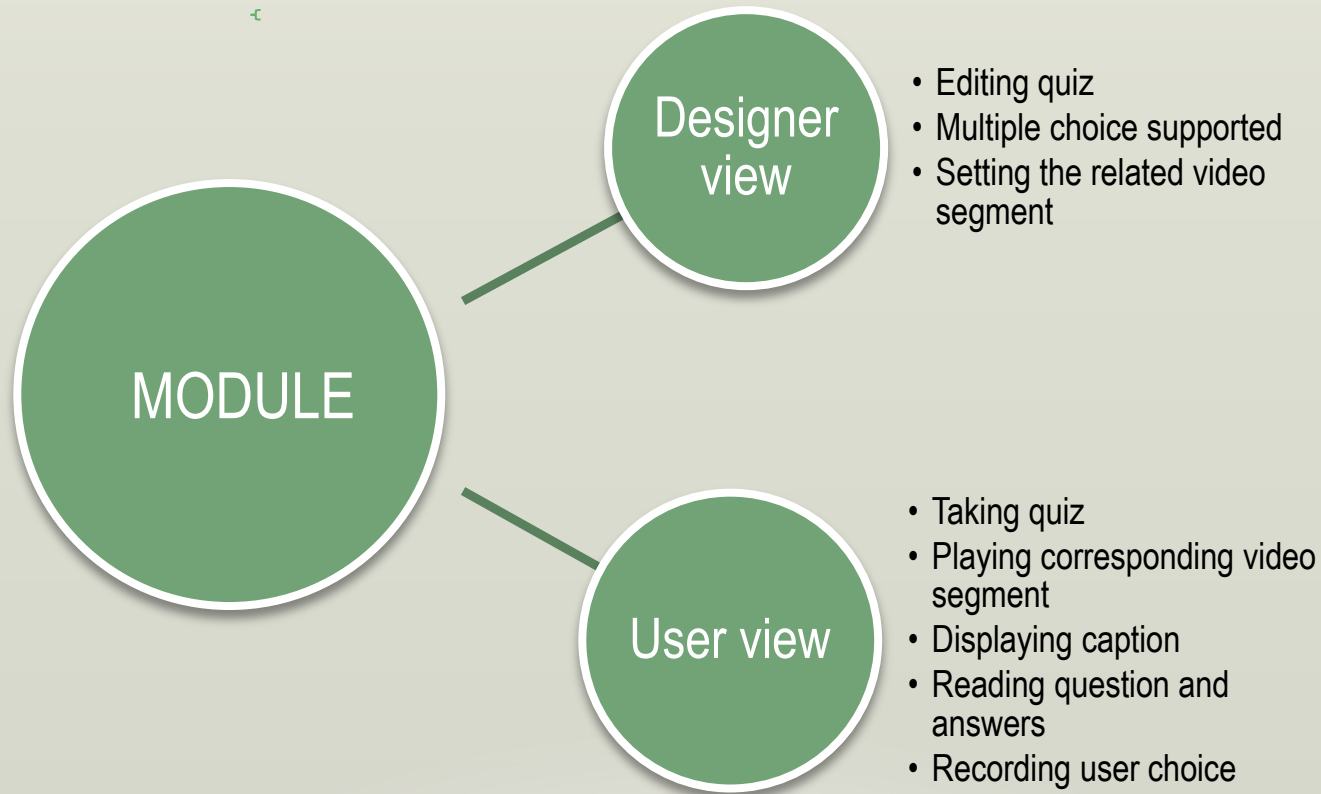 Designer
view
• Editing quiz
• Multiple choice supported
• Setting the related video
segment
MODULE
User view
• Taking quiz
• Playing corresponding video
segment
• Displaying caption
• Reading question and
answers
• Recording user choice